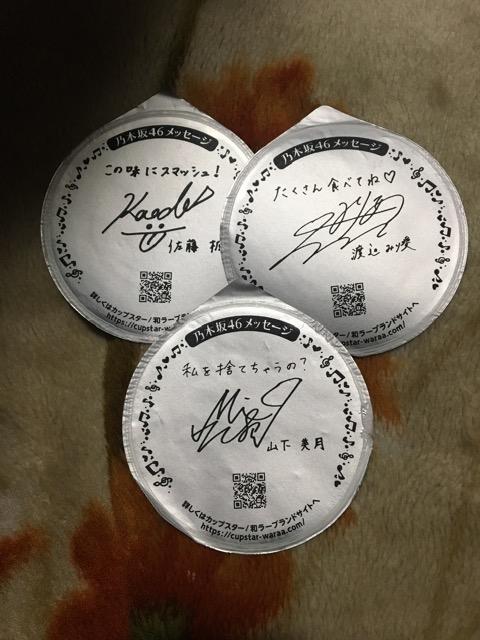 乃木坂46メッセージ
この味にスマッシュ!
Kaede
佐藤 楓
詳しくはカップスター/和ラーブランドサイトへ
https://cupstar-waraa.
乃木坂46メッセージ
たくさん食べてね♡
渡辺 みり愛
詳しくはカップスター/和ラーブランドサイトへ
https://cupstar-waraa.com/
乃木坂46メッセージ
私を捨てちゃうの?
山下 美月
詳しくはカップスター/和ラーブランドサイトへ
https://cupstar-waraa.com/